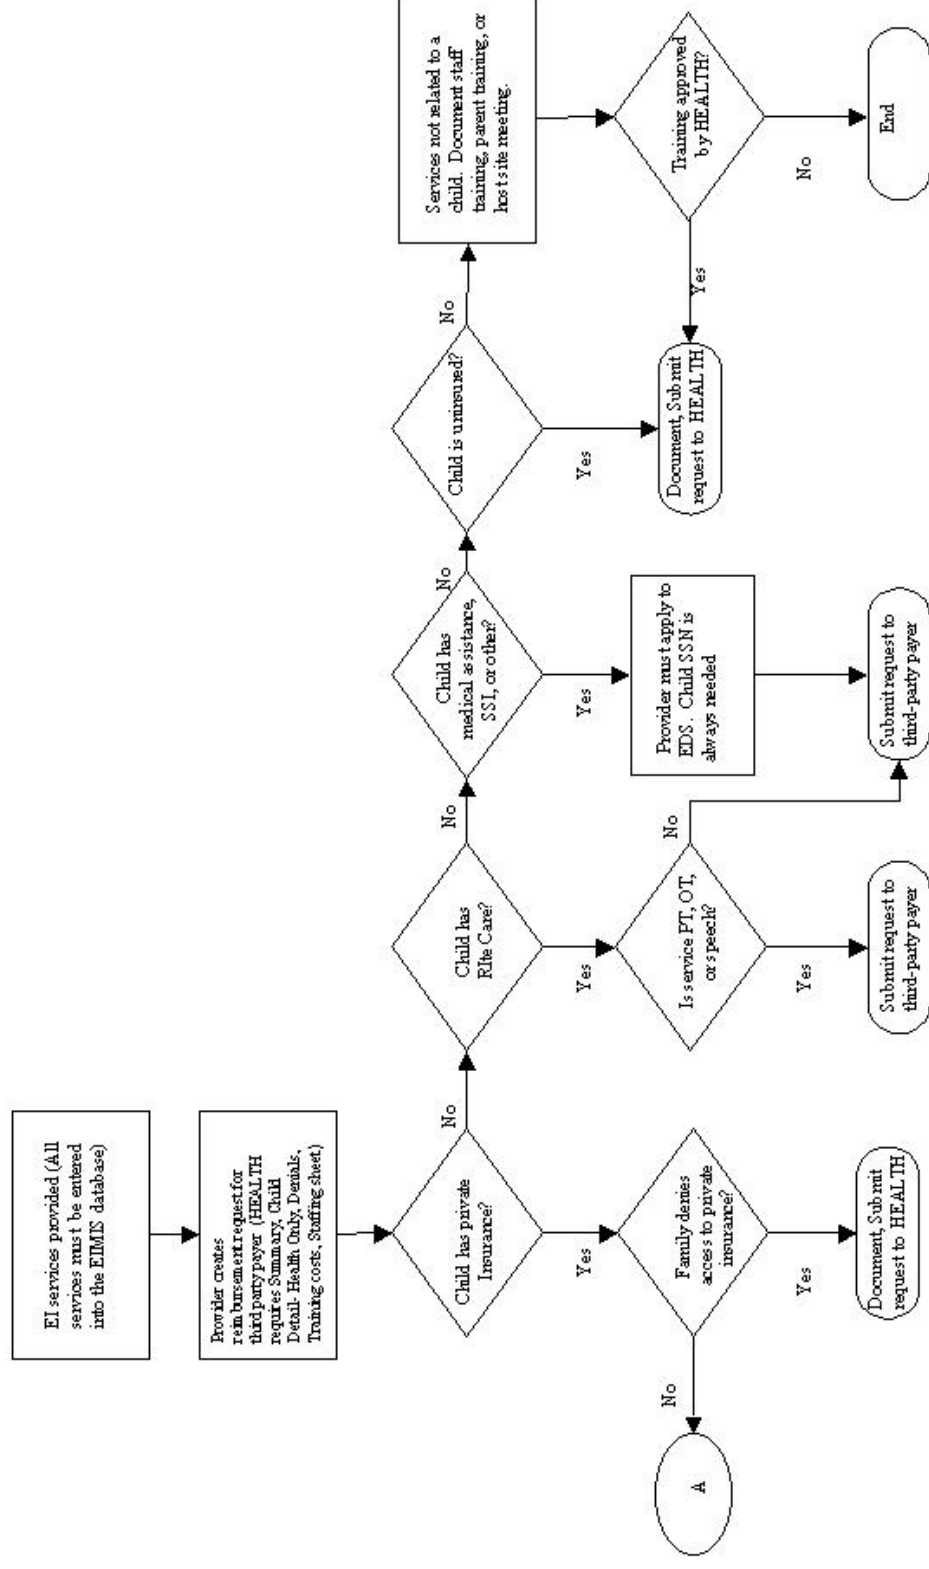 EI services provided (All
services must be entered
into the EIMIS database)
Provider creates
reimbursement request for
third party payer (HEALTH
requires Summary, Child
Detail- Health Only, Denials,
Training costs, Staffing sheet)
Child has private
Insurance?
No
Yes
Family denies
access to private
insurance?
No
A
Yes
Document, Submit
request to HEALTH
Child has
RIte Care?
No
Yes
Is service PT, OT,
or speech?
No
Yes
Submit request to
third-party payer
Child has
medical assistance,
SSI, or other?
No
Yes
Provider must apply to
EDS. Child SSN is
always needed
Submit request to
third-party payer
Child is uninsured?
No
Yes
Document, Submit
request to HEALTH
Services not related to a
child. Document staff
training, parent training, or
host site meeting.
Training approved
by HEALTH?
Yes
No
End